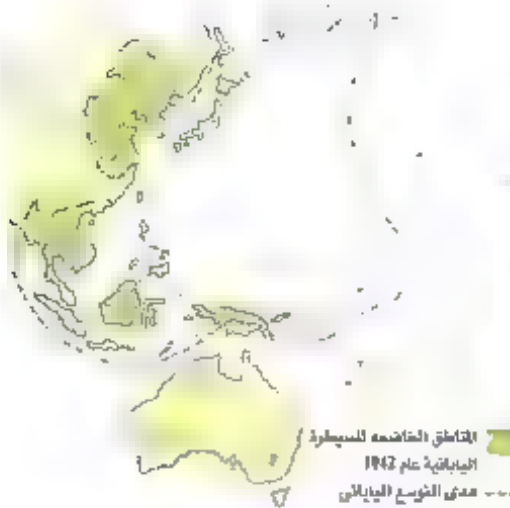 المناطق الخاضعة للسيطرة
اليابانية عام 1942
مدى التوسع الياباني